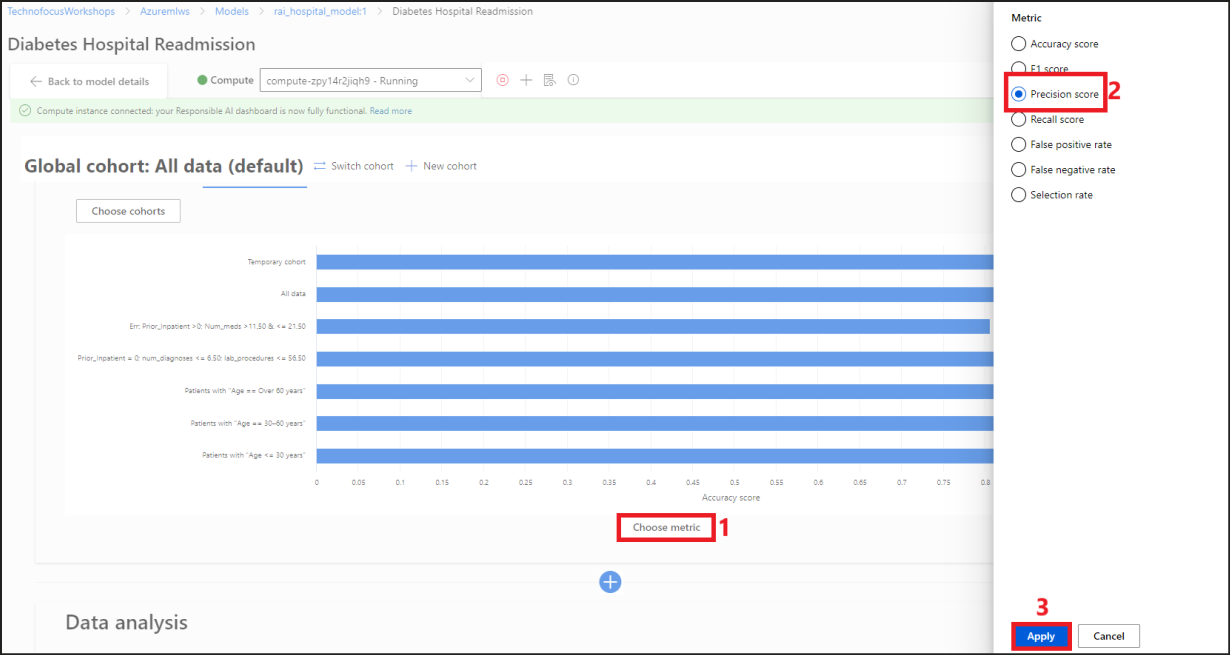 TechnofocusWorkshops > Azuremlws > Models > rai_hospital_model:1 > Diabetes Hospital Readmission
Diabetes Hospital Readmission
Back to model details
Compute
compute-zpy14r2jiqh9 - Running
Compute instance connected: your Responsible AI dashboard is now fully functional. Read more
Global cohort: All data (default)
Switch cohort
New cohort
Choose cohorts
Temporary cohort
All data
Err: Prior_Inpatient >0; Num_meds >11.50 & <= 21.50
Prior_Inpatient = 0; num_diagnoses <= 6.50; lab_procedures <= 56.50
Patients with "Age == Over 60 years"
Patients with "Age == 30–60 years"
Patients with "Age <= 30 years"
0 0.05 0.1 0.15 0.2 0.25 0.3 0.35 0.4 0.45 0.5 0.55 0.6 0.65 0.7 0.75 0.8
Accuracy score
Choose metric
1
Data analysis
Metric
Accuracy score
F1 score
Precision score
2
Recall score
False positive rate
False negative rate
Selection rate
3
Apply
Cancel